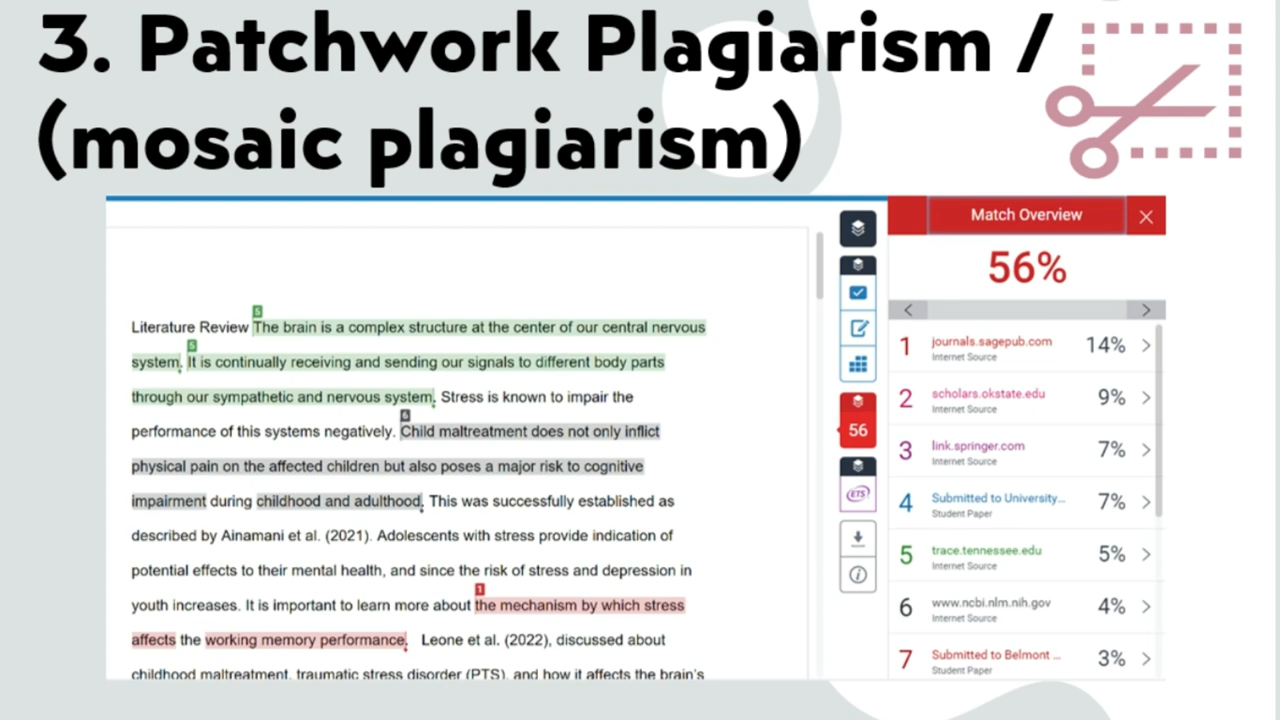 3. Patchwork Plagiarism /
(mosaic plagiarism)
Match Overview
56%
5
Literature Review The brain is a complex structure at the center of our central nervous
5
system. It is continually receiving and sending our signals to different body parts
through our sympathetic and nervous system. Stress is known to impair the
6
performance of this systems negatively. Child maltreatment does not only inflict
physical pain on the affected children but also poses a major risk to cognitive
impairment during childhood and adulthood. This was successfully established as
described by Ainamani et al. (2021). Adolescents with stress provide indication of
potential effects to their mental health, and since the risk of stress and depression in
1
youth increases. It is important to learn more about the mechanism by which stress
affects the working memory performance. Leone et al. (2022), discussed about
childhood maltreatment, traumatic stress disorder (PTS), and how it affects the brain's
56
ETS
1 journals.sagepub.com 14%
Internet Source
2 scholars.okstate.edu 9%
Internet Source
3 link.springer.com 7%
Internet Source
4 Submitted to University... 7%
Student Paper
5 trace.tennessee.edu 5%
Internet Source
6 www.ncbi.nlm.nih.gov 4%
Internet Source
7 Submitted to Belmont ... 3%
Student Paper